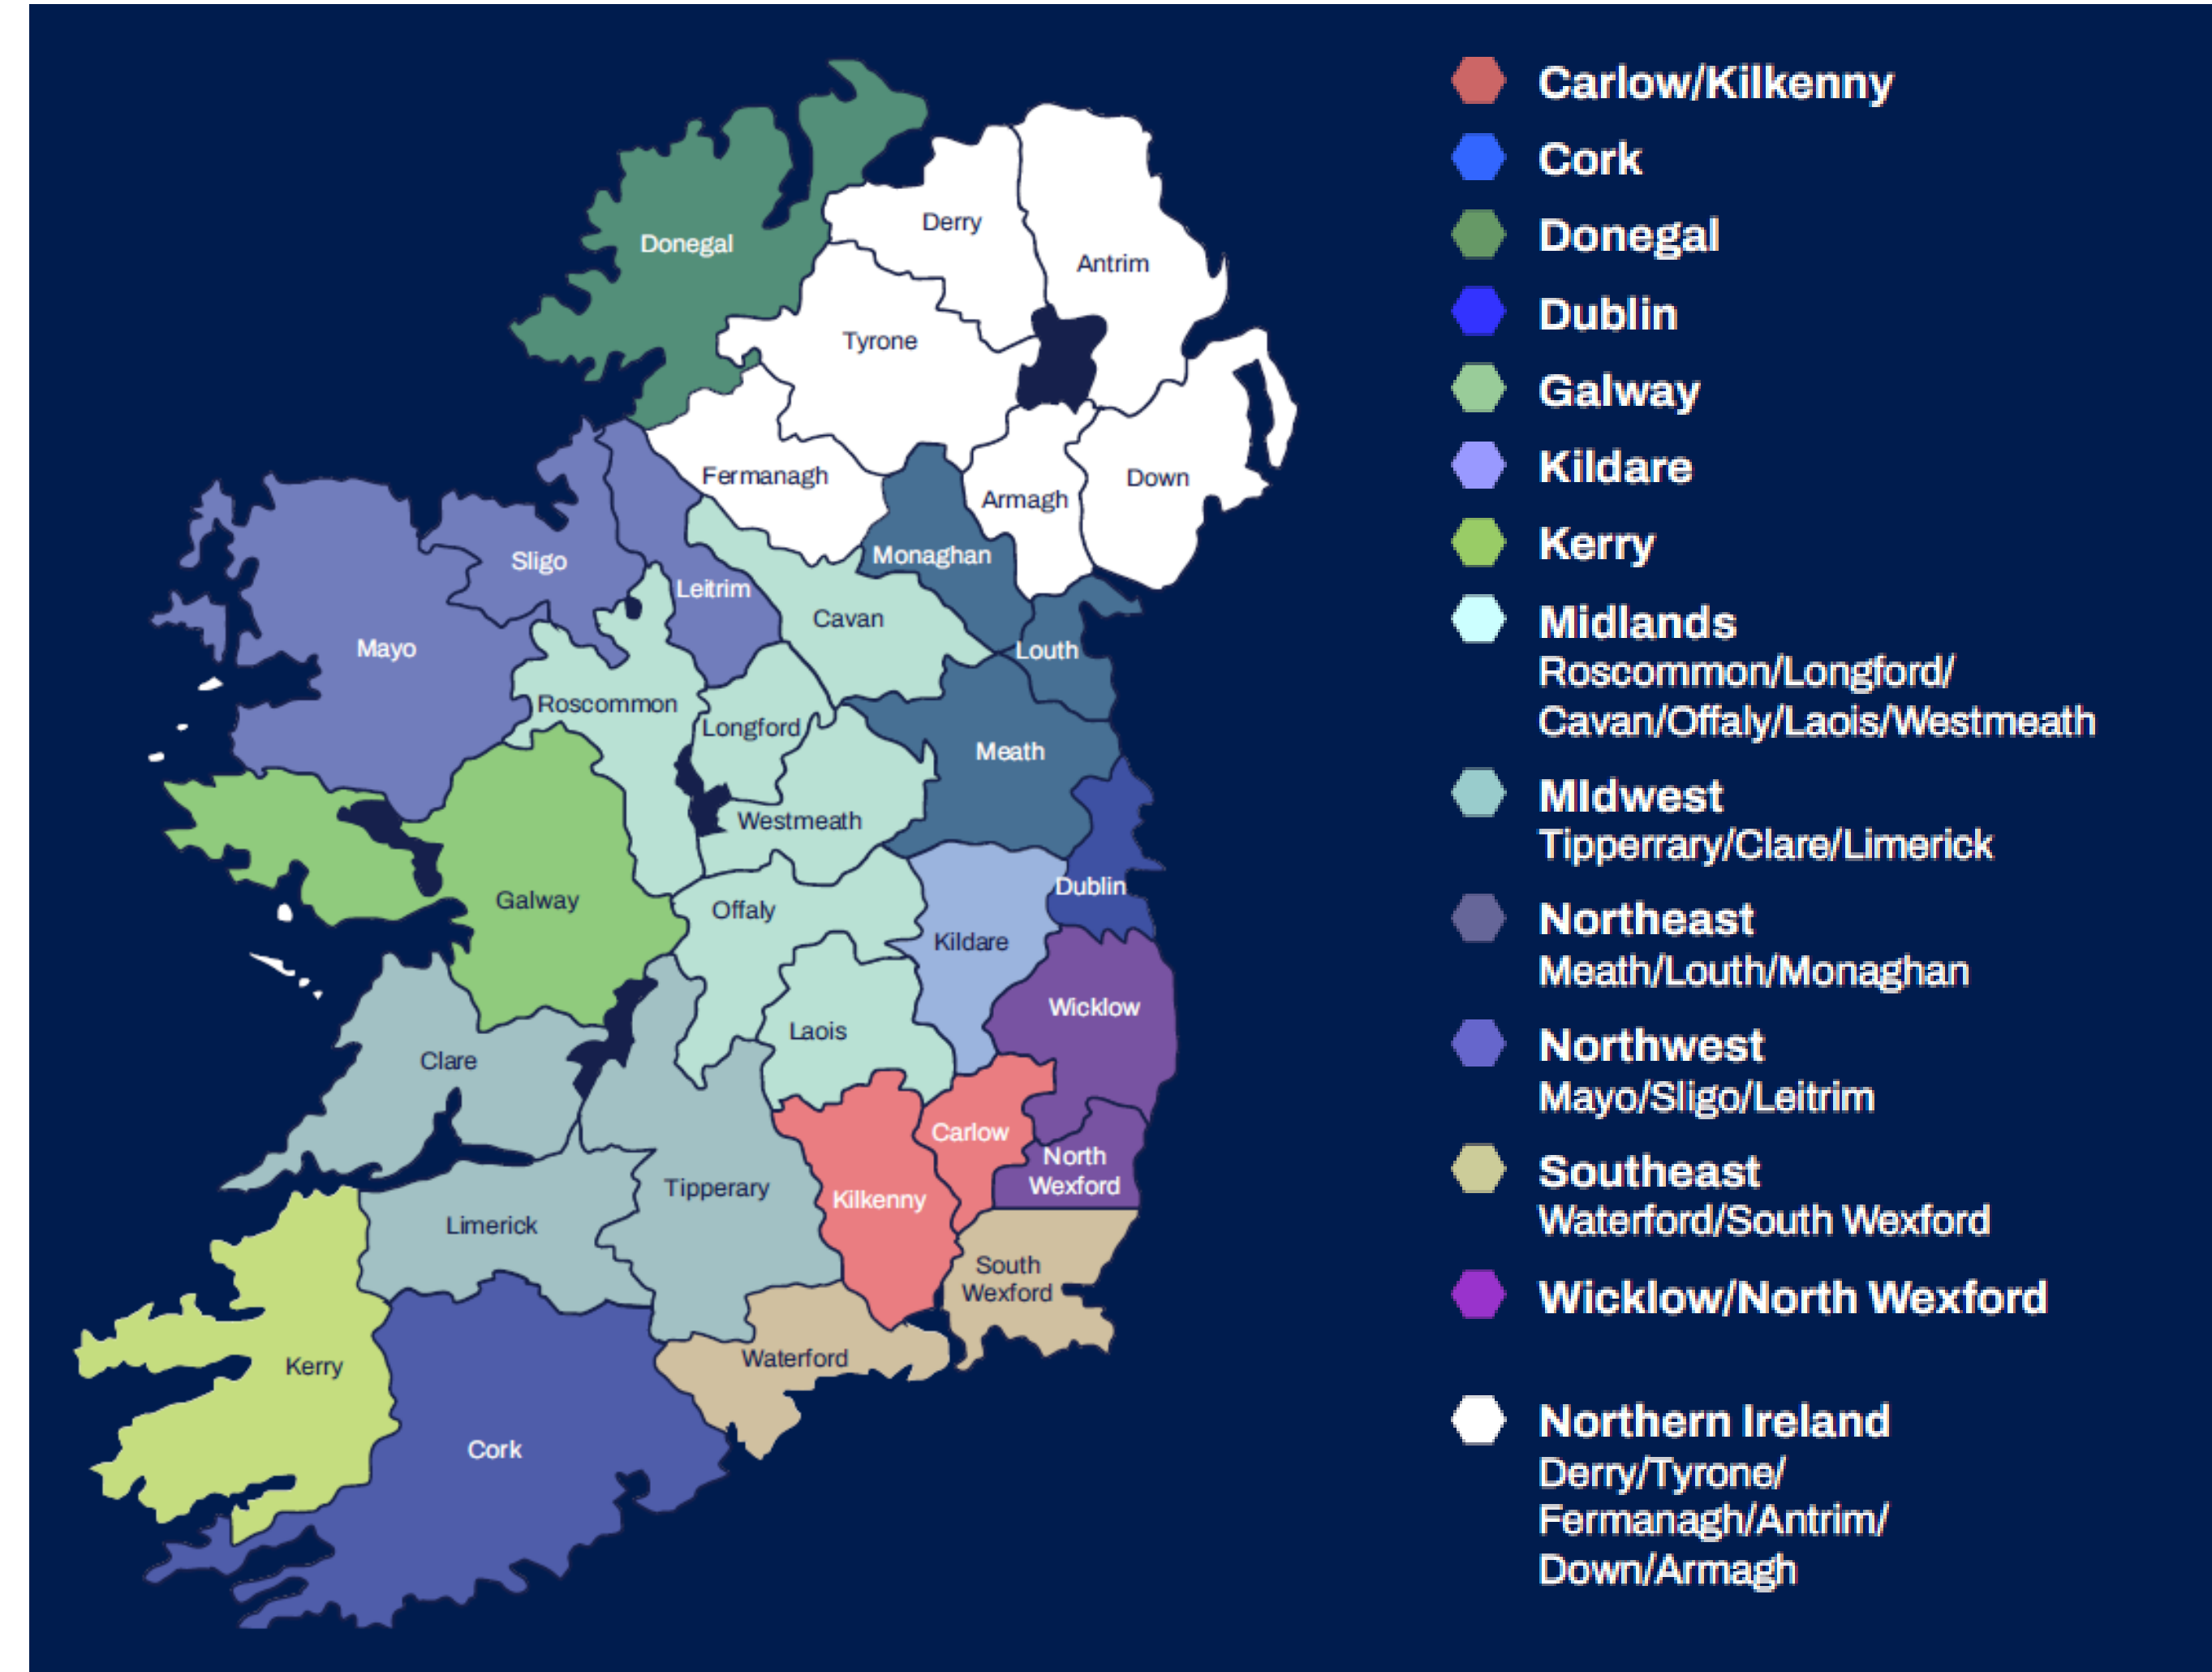 Donegal
Derry
Antrim
Tyrone
Fermanagh
Armagh
Down
Monaghan
Sligo
Leitrim
Cavan
Mayo
Louth
Roscommon
Longford
Meath
Westmeath
Galway
Offaly
Dublin
Kildare
Laois
Wicklow
Clare
Carlow
North
Wexford
Tipperary
Kilkenny
Limerick
South
Wexford
Kerry
Waterford
Cork
Carlow/Kilkenny
Cork
Donegal
Dublin
Galway
Kildare
Kerry
Midlands
Roscommon/Longford/
Cavan/Offaly/Laois/Westmeath
MIdwest
Tipperrary/Clare/Limerick
Northeast
Meath/Louth/Monaghan
Northwest
Mayo/Sligo/Leitrim
Southeast
Waterford/South Wexford
Wicklow/North Wexford
Northern Ireland
Derry/Tyrone/
Fermanagh/Antrim/
Down/Armagh